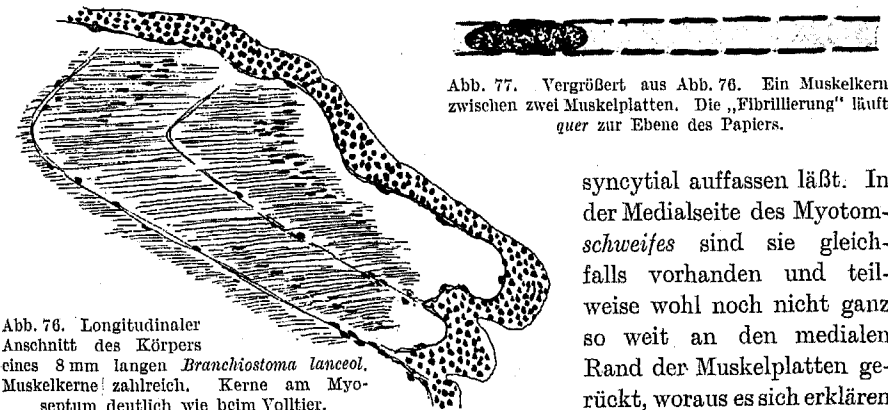 Abb. 77. Vergrößert aus Abb. 76. Ein Muskelkern
zwischen zwei Muskelplatten. Die „Fibrillierung" läuft
quer zur Ebene des Papiers.
syncytial auffassen läßt. In
der Medialseite des Myotom-
schweifes sind sie gleich-
falls vorhanden und teil-
weise wohl noch nicht ganz
so weit an den medialen
Rand der Muskelplatten ge-
rückt, woraus es sich erklären
Abb. 76. Longitudinaler
Anschnitt des Körpers
eines 8 mm langen Branchiostoma lanceol.
Muskelkerne zahlreich. Kerne am Myo-
septum deutlich wie beim Volltier.